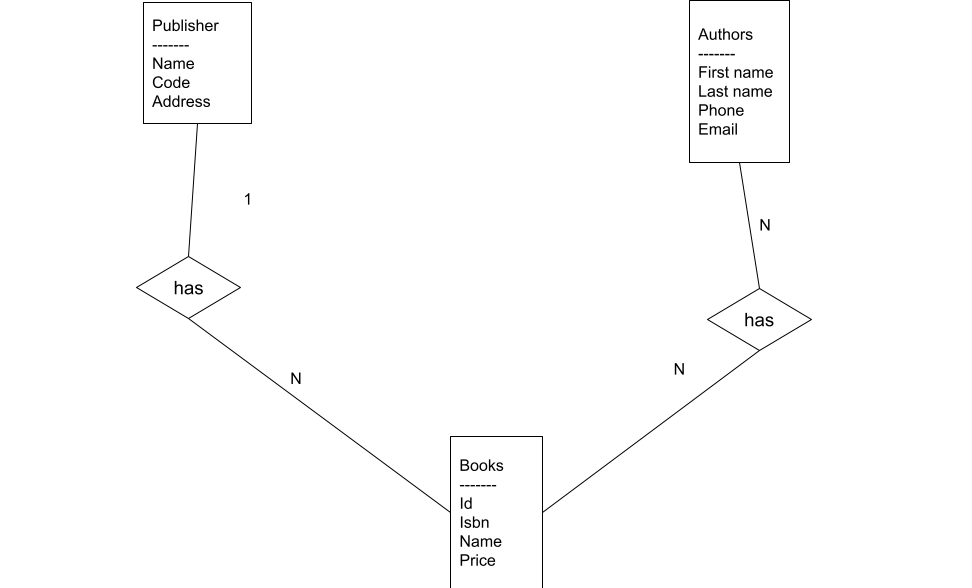 Publisher
-------
Name
Code
Address
Authors
-------
First name
Last name
Phone
Email
1
N
has
has
N
N
Books
-------
Id
Isbn
Name
Price